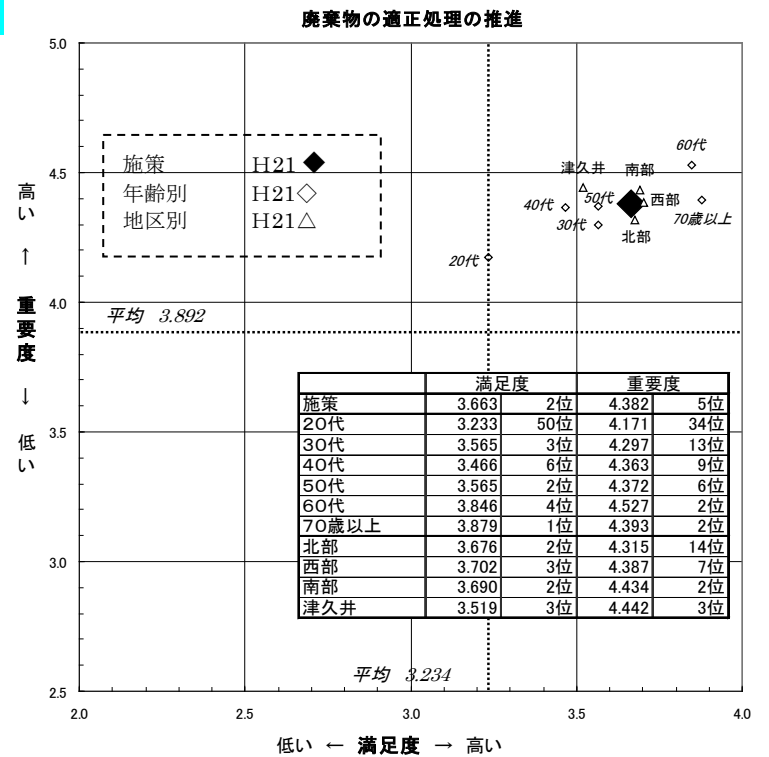 廃棄物の適正処理の推進
5.0
4.5
4.0
3.5
3.0
2.5
高い ↑ 重要度 ↓ 低い
施策 H21◆
年齢別 H21◇
地区別 H21△
60代
津久井 南部
40代 50代 西部
30代 70歳以上
北部
20代
平均 3.892
満足度 重要度
施策 3.663 2位 4.382 5位
20代 3.233 50位 4.171 34位
30代 3.565 3位 4.297 13位
40代 3.466 6位 4.363 9位
50代 3.565 2位 4.372 6位
60代 3.846 4位 4.527 2位
70歳以上 3.879 1位 4.393 2位
北部 3.676 2位 4.315 14位
西部 3.702 3位 4.387 7位
南部 3.690 2位 4.434 2位
津久井 3.519 3位 4.442 3位
平均 3.234
2.0 2.5 3.0 3.5 4.0
低い ← 満足度 → 高い